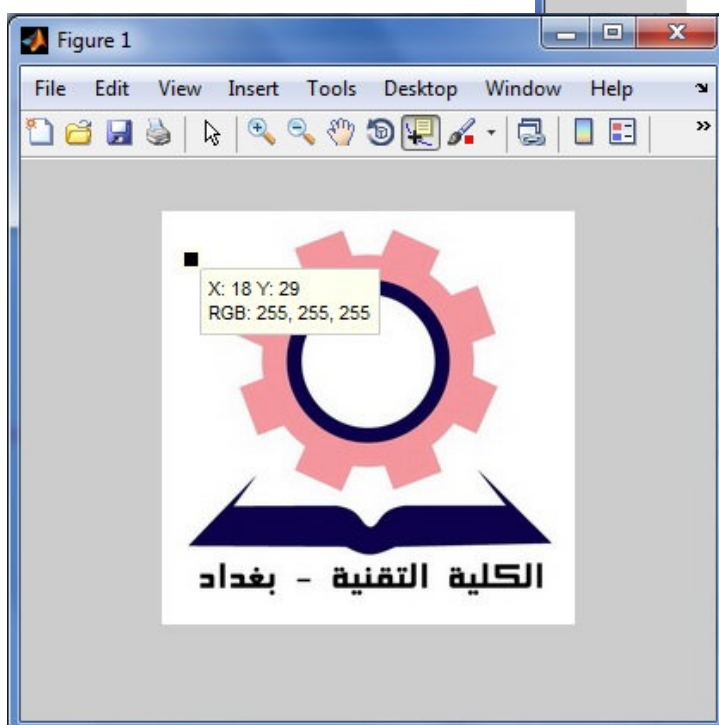 Figure 1
File Edit View Insert Tools Desktop Window Help
X: 18 Y: 29
RGB: 255, 255, 255
الكلية التقنية - بغداد